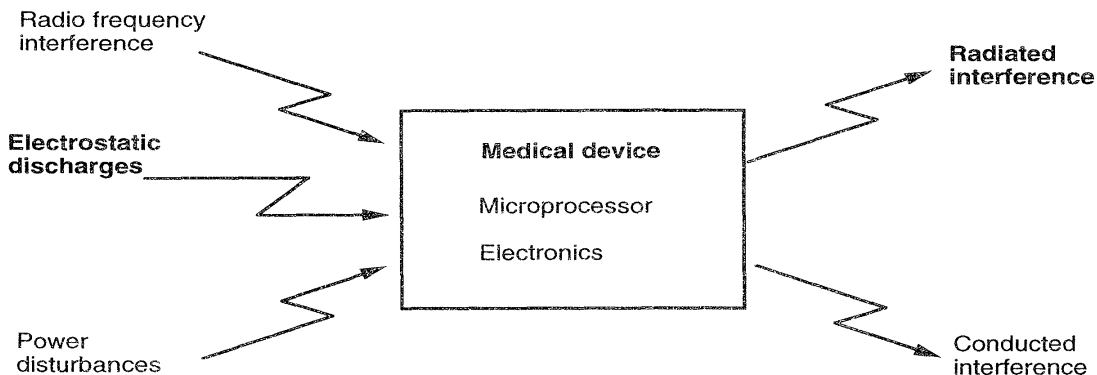 Radio frequency
interference
Electrostatic
discharges
Power
disturbances
Medical device
Microprocessor
Electronics
Radiated
interference
Conducted
interference